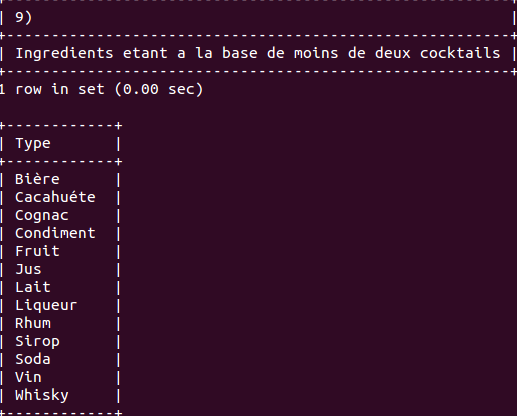 +---------------------------------------------------------+
| 9) |
+---------------------------------------------------------+
| Ingredients etant a la base de moins de deux cocktails |
+---------------------------------------------------------+
1 row in set (0.00 sec)
+------------+
| Type |
+------------+
| Bière |
| Cacahuéte |
| Cognac |
| Condiment |
| Fruit |
| Jus |
| Lait |
| Liqueur |
| Rhum |
| Sirop |
| Soda |
| Vin |
| Whisky |
+------------+